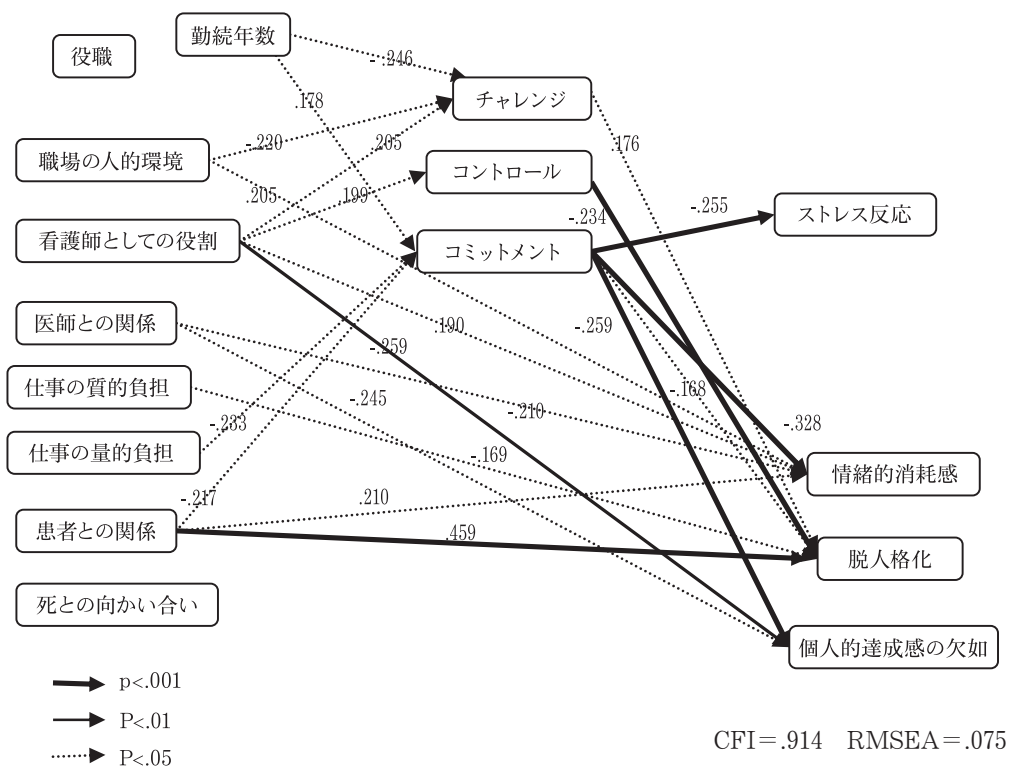 役職
勤続年数
-.246
チャレンジ
.178
職場の人的環境
-.220
.205
.176
コントロール
.205
.199
-.234
-.255
ストレス反応
看護師としての役割
コミットメント
医師との関係
.190
-.259
-.259
仕事の質的負担
-.245
-.210
-.168
-.233
-.328
仕事の量的負担
-.169
情緒的消耗感
-.217
.210
患者との関係
.459
脱人格化
死との向かい合い
個人的達成感の欠如
p<.001
P<.01
P<.05
CFI=.914 RMSEA=.075